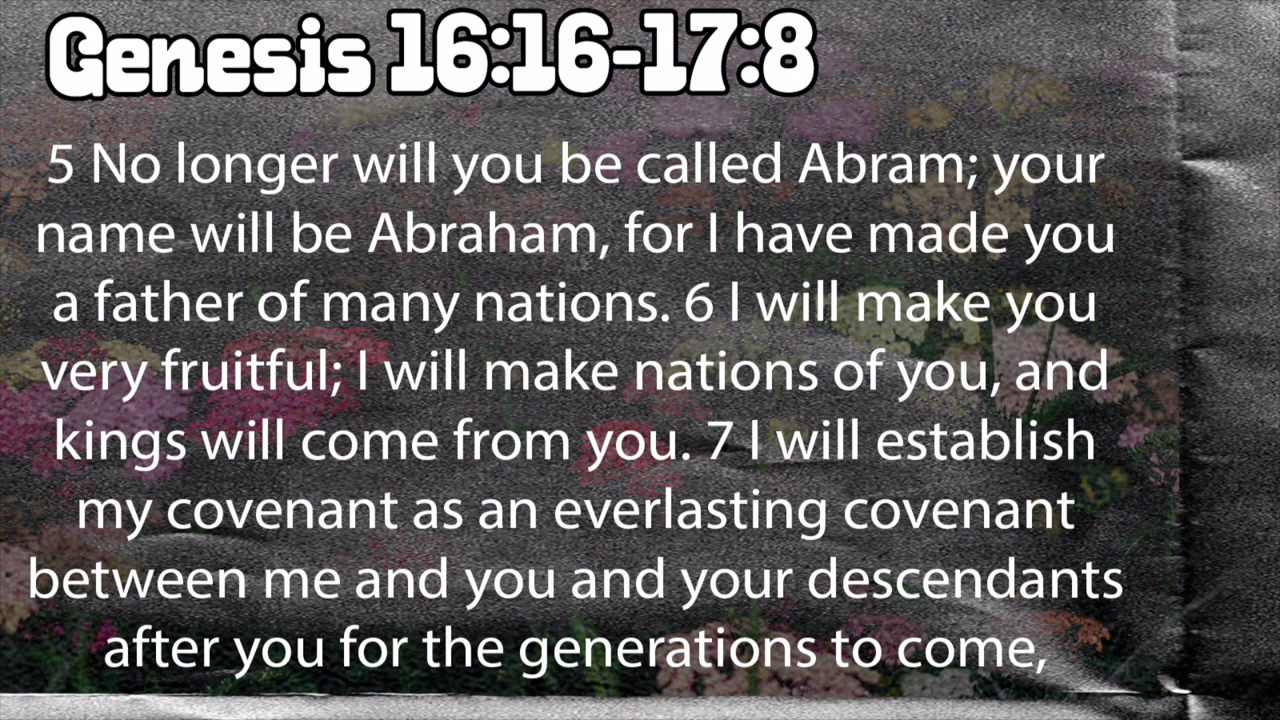 Genesis 16:16-17:8
5 No longer will you be called Abram; your
name will be Abraham, for I have made you
a father of many nations. 6 I will make you
very fruitful; I will make nations of you, and
kings will come from you. 7 I will establish
my covenant as an everlasting covenant
between me and you and your descendants
after you for the generations to come,